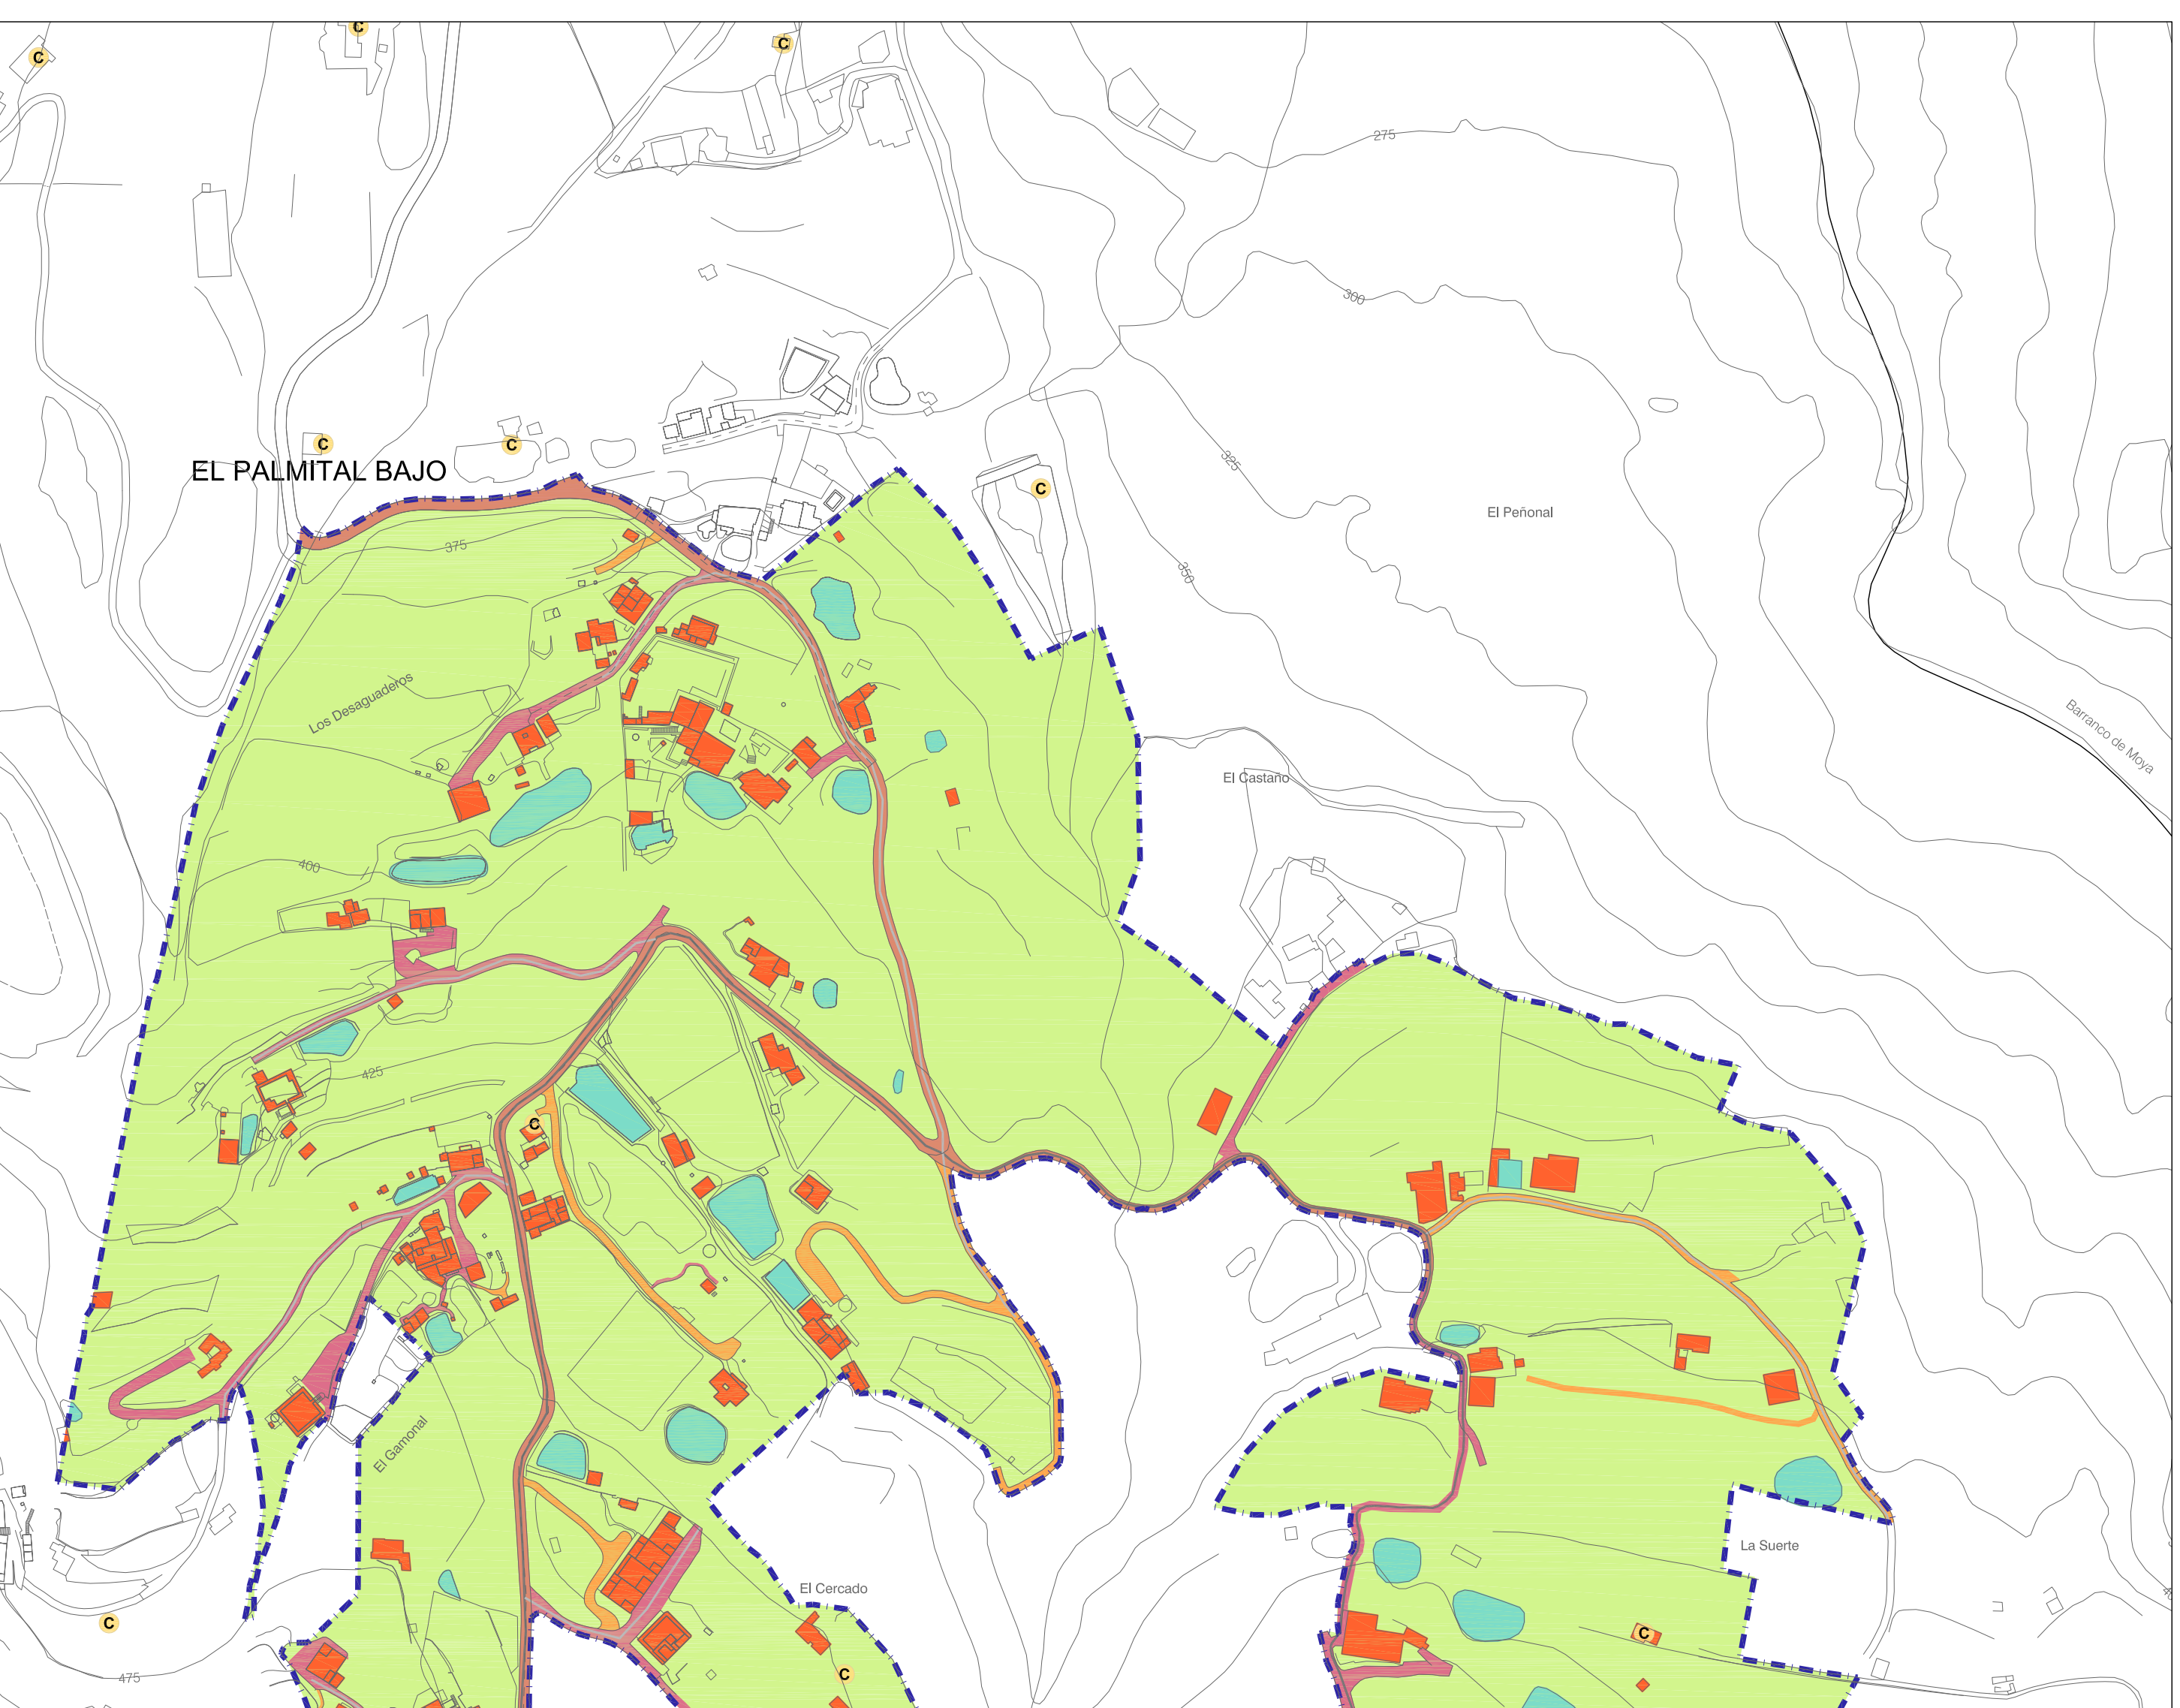 C
C
C
275
300
C
C
325
EL PALMITAL BAJO
C
El Peñonal
375
350
Los Desaguaderos
Barranco de Moya
El Castaño
400
425
C
El Gamonal
La Suerte
El Cercado
C
C
475
C